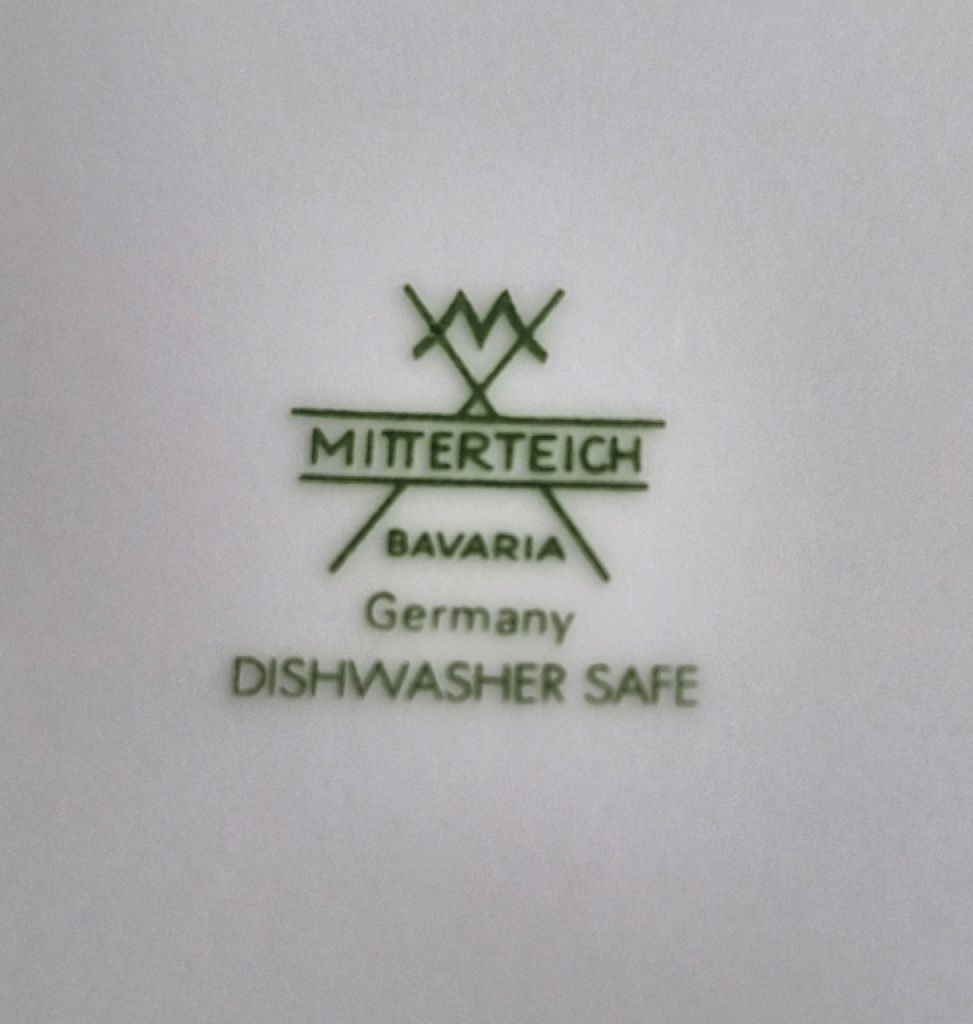 M
MITTERTEICH
BAVARIA
Germany
DISHWASHER SAFE